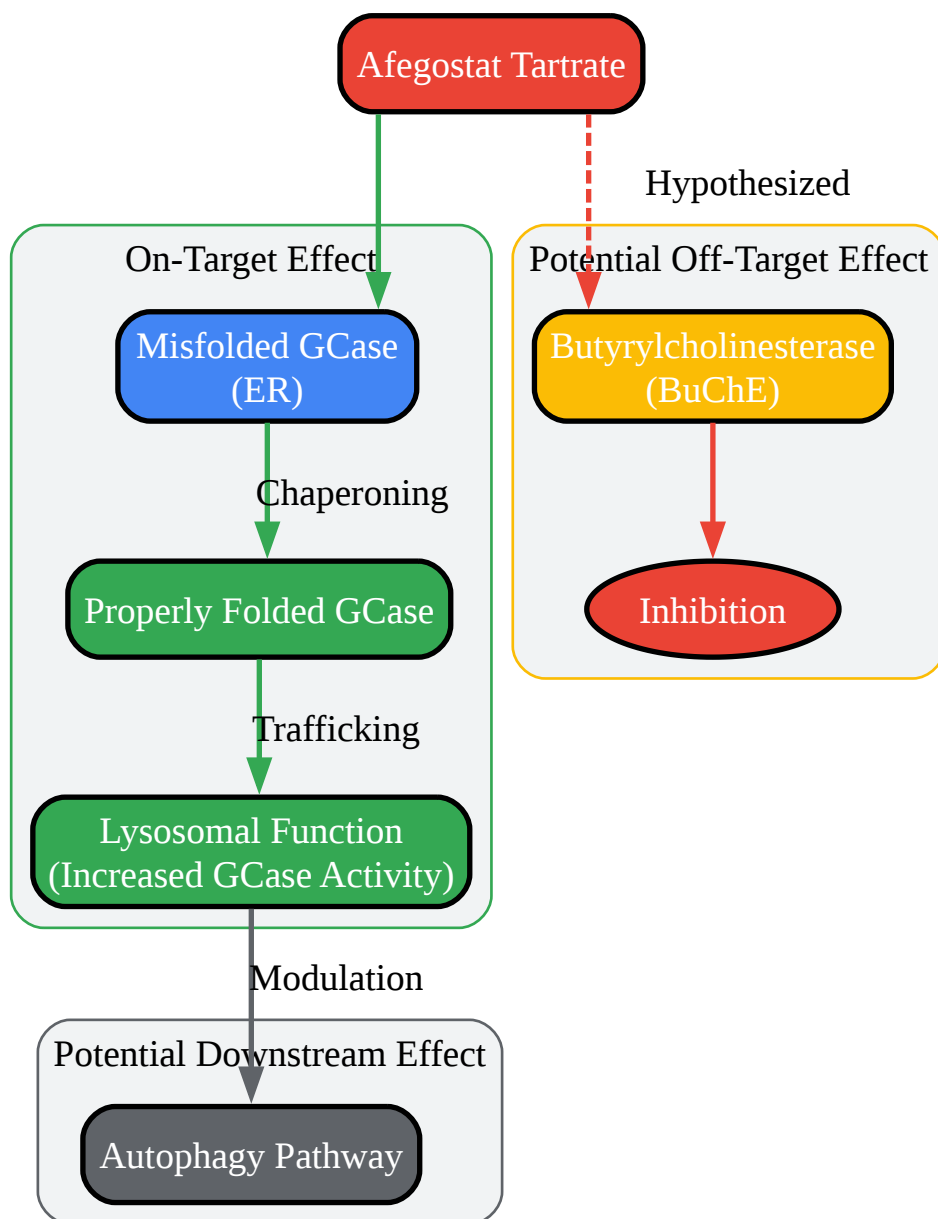 Afegostat Tartrate
Hypothesized
On-Target Effect
Potential Off-Target Effect
Misfolded GCase
(ER)
Butyrylcholinesterase
(BuChE)
Chaperoning
Properly Folded GCase
Inhibition
Trafficking
Lysosomal Function
(Increased GCase Activity)
Modulation
Potential Downstream Effect
Autophagy Pathway